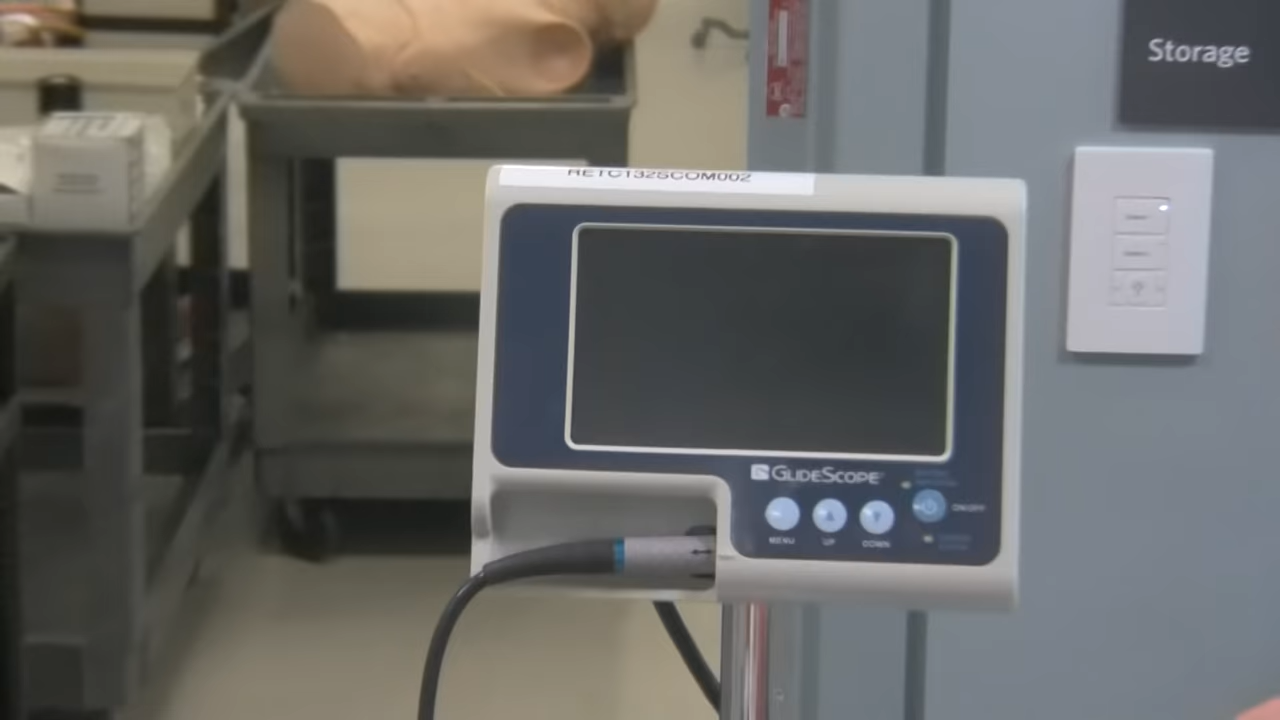 Storage
RETC132SCOM002
GLIDESCOPE
MENU
UP
DOWN
ON/OFF